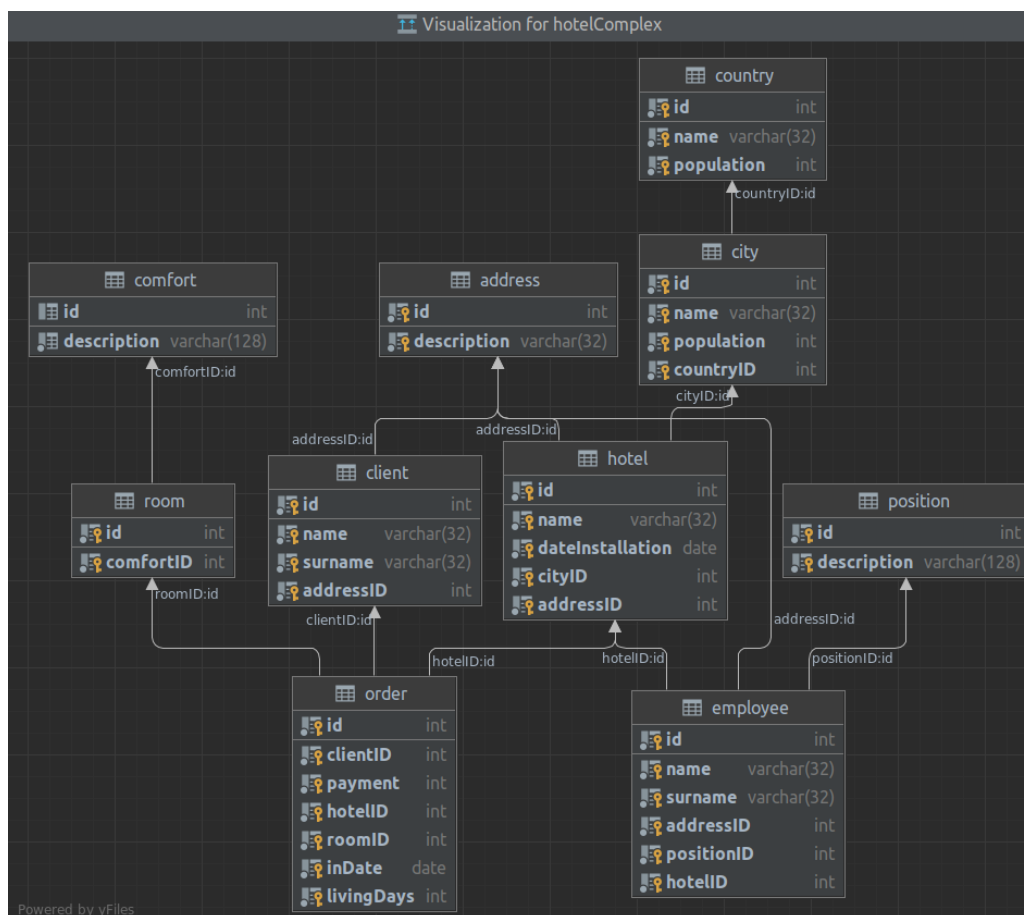 Visualization for hotelComplex
country
id int
name varchar(32)
population int
countryID:id
city
id int
name varchar(32)
population int
countryID int
comfort
id int
description varchar(128)
address
id int
description varchar(32)
comfortID:id
cityID:id
addressID:id
addressID:id
client
id int
name varchar(32)
surname varchar(32)
addressID int
hotel
id int
name varchar(32)
dateInstallation date
cityID int
addressID int
room
id int
comfortID int
position
id int
description varchar(128)
roomID:id
clientID:id
addressID:id
hotelID:id
hotelID:id
positionID:id
order
id int
clientID int
payment int
hotelID int
roomID int
inDate date
livingDays int
employee
id int
name varchar(32)
surname varchar(32)
addressID int
positionID int
hotelID int
Powered by yFiles